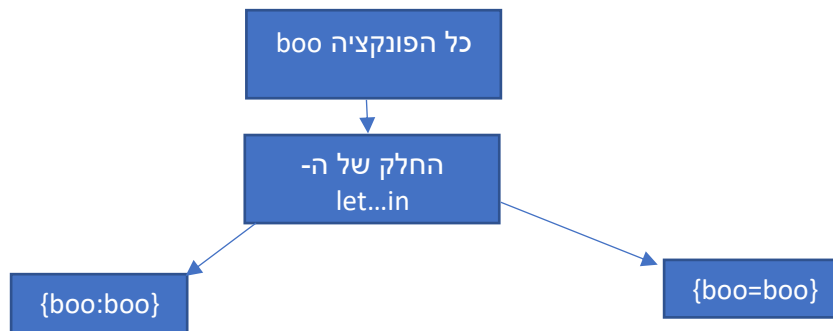 כל הפונקציה boo
החלק של ה-
let...in
{boo:boo}
{boo=boo}